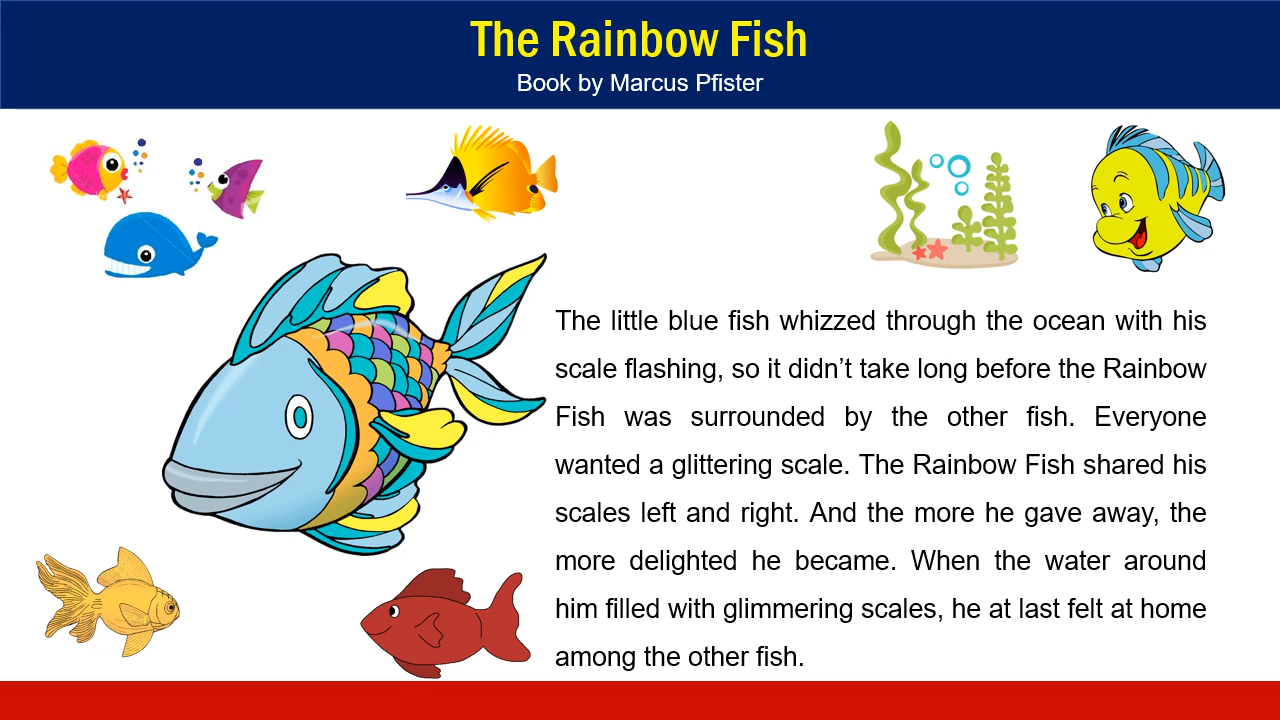 The Rainbow Fish
Book by Marcus Pfister
The little blue fish whizzed through the ocean with his
scale flashing, so it didn’t take long before the Rainbow
Fish was surrounded by the other fish. Everyone
wanted a glittering scale. The Rainbow Fish shared his
scales left and right. And the more he gave away, the
more delighted he became. When the water around
him filled with glimmering scales, he at last felt at home
among the other fish.